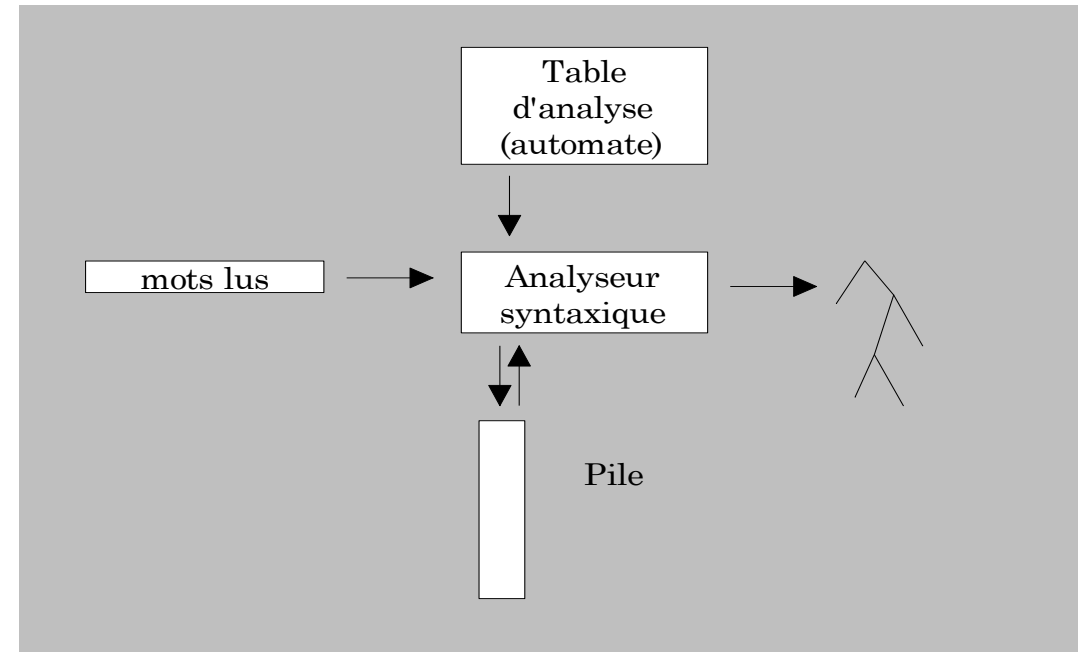 Table
d'analyse
(automate)
mots lus
Analyseur
syntaxique
Pile